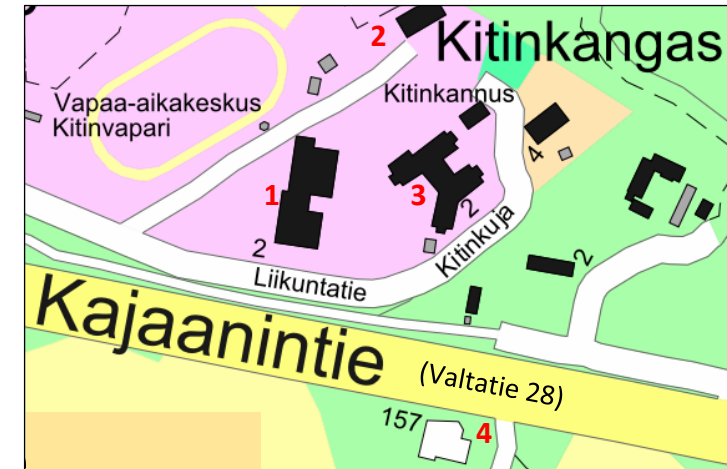 2
Kitinkangas
Vapaa-aikakeskus
Kitinvapari
Kitinkannus
4
1
3
2
2
Liikuntatie
Kitinkuja
2
Kajaanintie
(Valtatie 28)
157
4